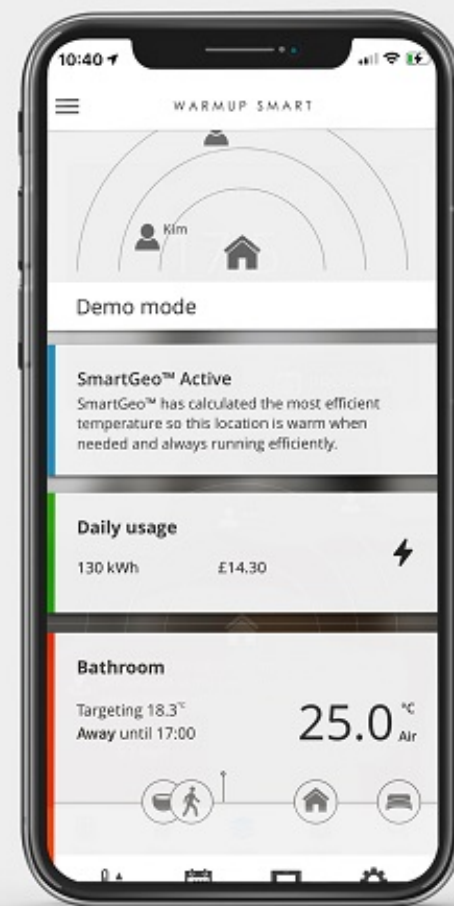 10:40
WARMUP SMART
Kim
Demo mode
SmartGeo™ Active
SmartGeo™ has calculated the most efficient
temperature so this location is warm when
needed and always running efficiently.
Daily usage
130 kWh £14.30
Bathroom
Targeting 18.3°C
Away until 17:00
25.0 °C
Air